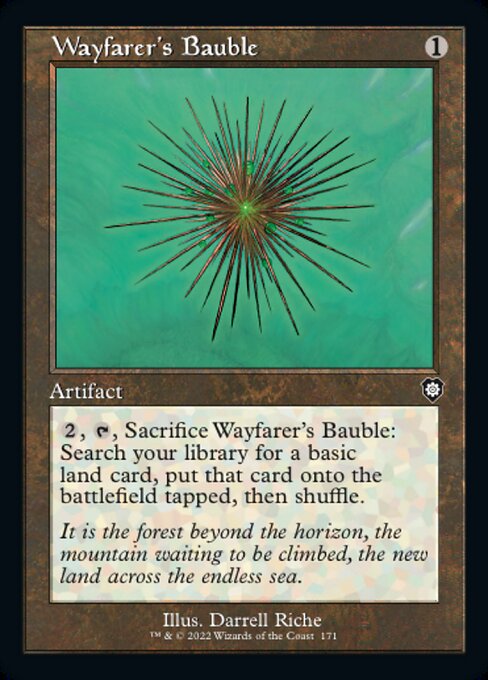 Wayfarer's Bauble 1
Artifact
2, T, Sacrifice Wayfarer's Bauble:
Search your library for a basic
land card, put that card onto the
battlefield tapped, then shuffle.
It is the forest beyond the horizon, the
mountain waiting to be climbed, the new
land across the endless sea.
Illus. Darrell Riche
™ & © 2022 Wizards of the Coast 171